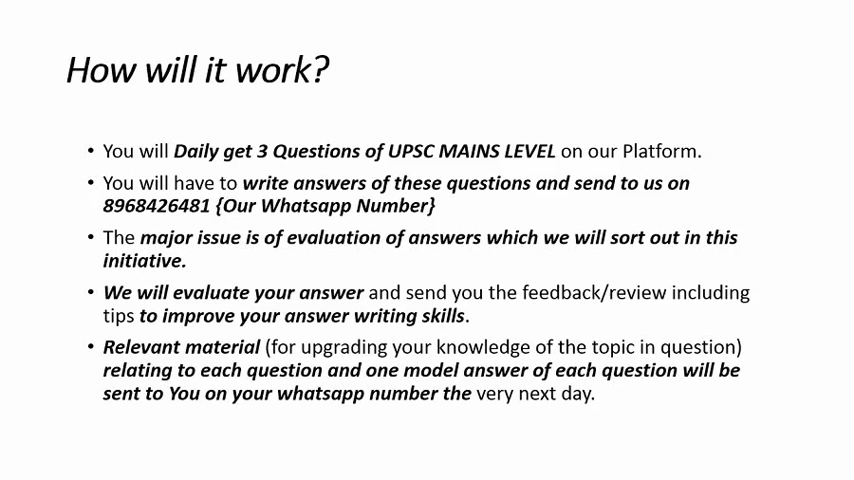 How will it work?
• You will Daily get 3 Questions of UPSC MAINS LEVEL on our Platform.
• You will have to write answers of these questions and send to us on
8968426481 {Our Whatsapp Number}
• The major issue is of evaluation of answers which we will sort out in this
initiative.
• We will evaluate your answer and send you the feedback/review including
tips to improve your answer writing skills.
• Relevant material (for upgrading your knowledge of the topic in question)
relating to each question and one model answer of each question will be
sent to You on your whatsapp number the very next day.